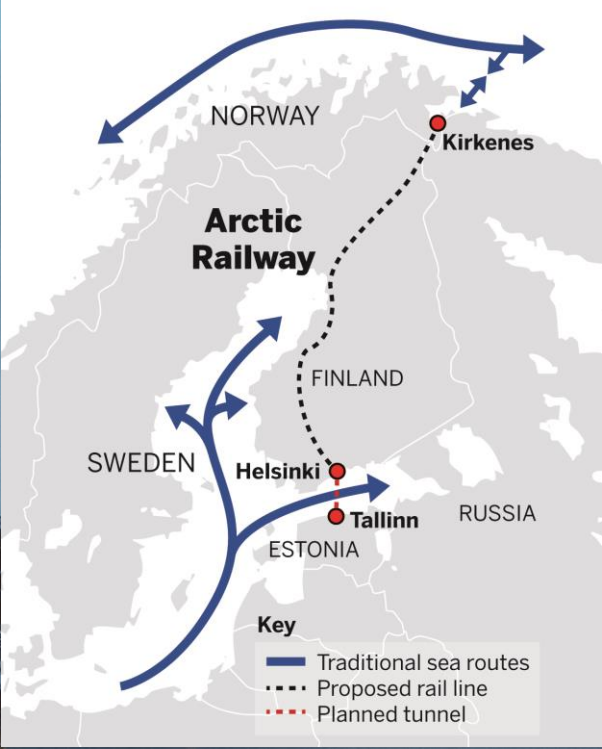 NORWAY
Kirkenes
Arctic
Railway
FINLAND
SWEDEN
Helsinki
Tallinn
RUSSIA
ESTONIA
Key
Traditional sea routes
Proposed rail line
Planned tunnel